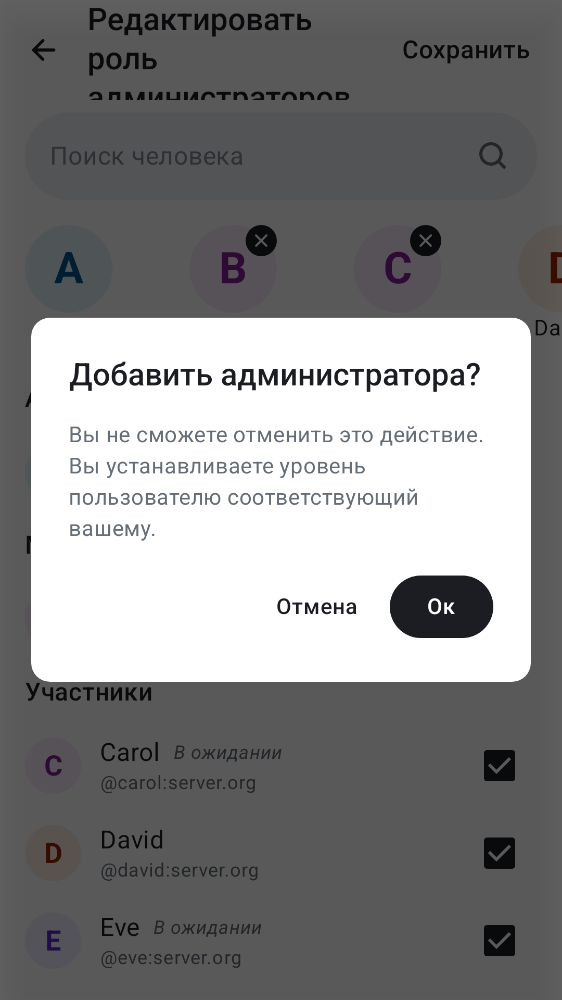 Редактировать
роль
администраторов
Сохранить
Поиск человека
A
B
C
Da
Добавить администратора?
Вы не сможете отменить это действие.
Вы устанавливаете уровень
пользователю соответствующий
вашему.
Отмена
Ок
Участники
C
Carol В ожидании
@carol:server.org
D
David
@david:server.org
E
Eve В ожидании
@eve:server.org